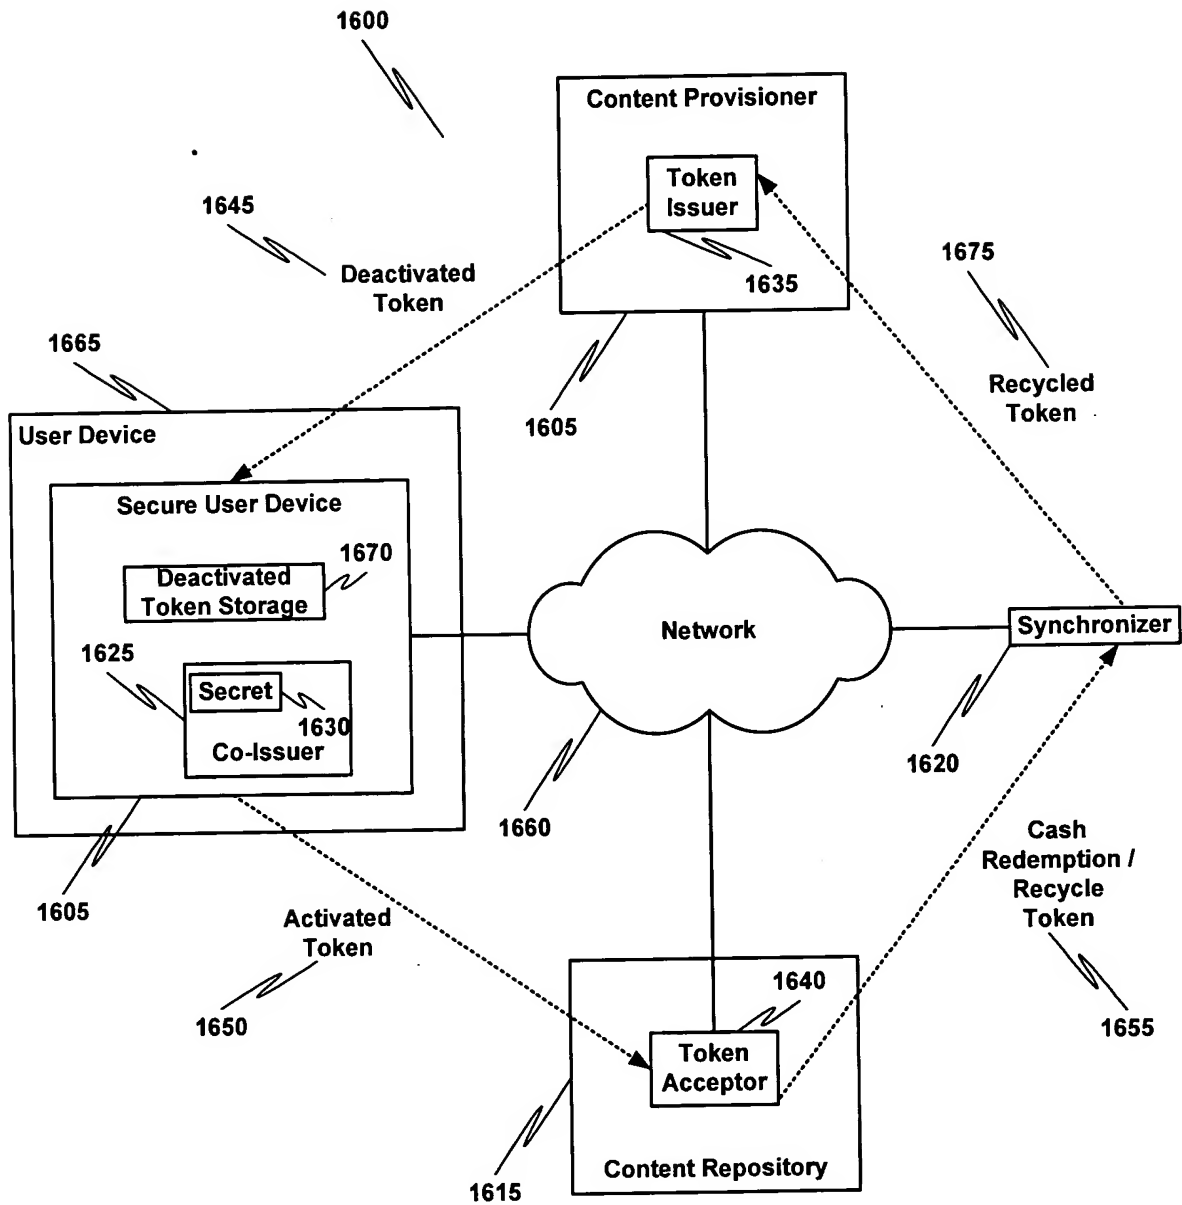 1600
Content Provisioner
Token
Issuer
1645
1635
1675
Deactivated
Token
1665
Recycled
Token
1605
User Device
Secure User Device
1670
Deactivated
Token Storage
Network
Synchronizer
1625
Secret
1630
Co-Issuer
1620
1660
Cash
Redemption /
Recycle
Token
1605
Activated
Token
1640
1650
1655
Token
Acceptor
Content Repository
1615